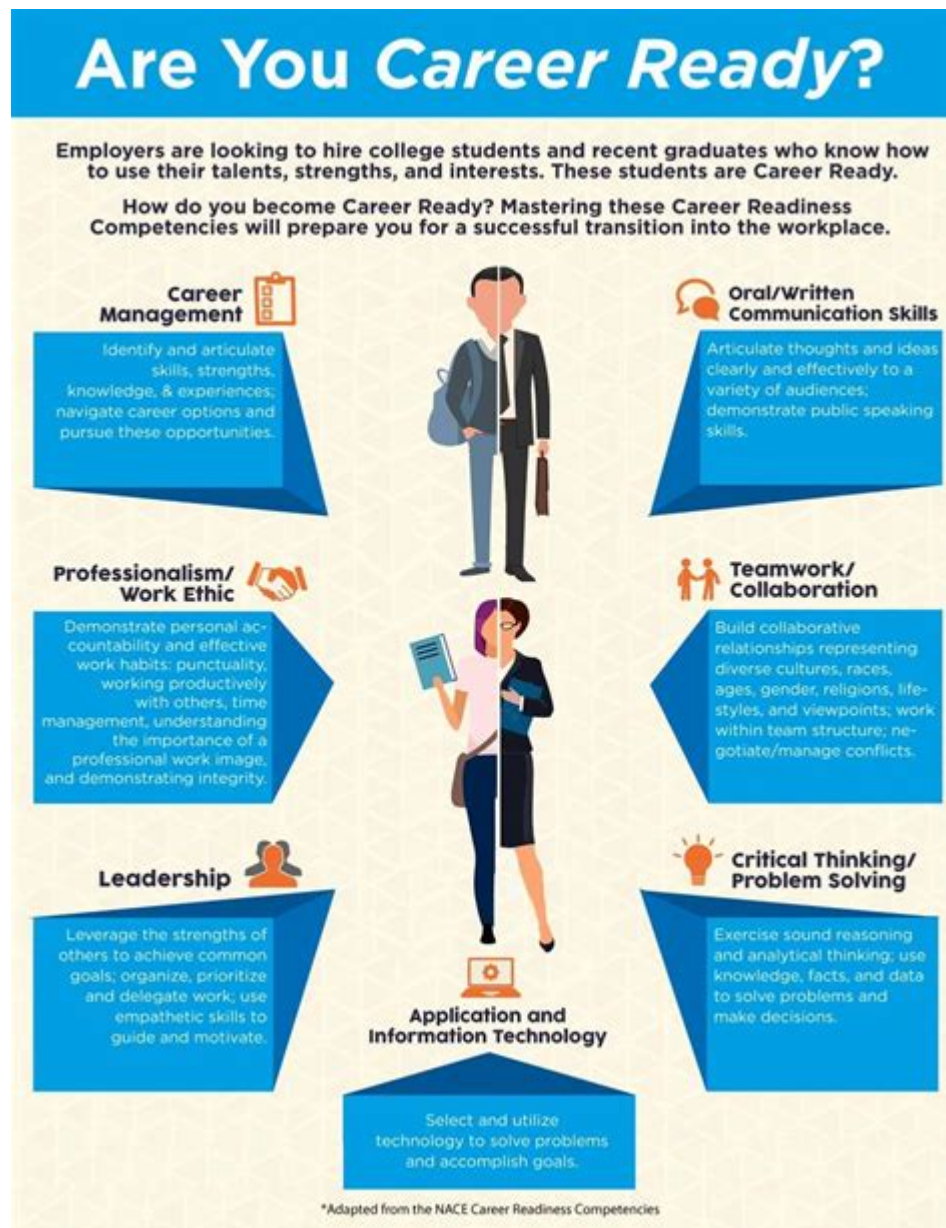 Are You Career Ready?
Employers are looking to hire college students and recent graduates who know how
to use their talents, strengths, and interests. These students are Career Ready.
How do you become Career Ready? Mastering these Career Readiness
Competencies will prepare you for a successful transition into the workplace.
Career
Management
Identify and articulate
skills, strengths,
knowledge, & experiences;
navigate career options and
pursue these opportunities.
Oral/Written
Communication Skills
Articulate thoughts and ideas
clearly and effectively to a
variety of audiences;
demonstrate public speaking
skills.
Professionalism/
Work Ethic
Demonstrate personal ac-
countability and effective
work habits: punctuality,
working productively
with others, time
management, understanding
the importance of a
professional work image,
and demonstrating integrity.
Teamwork/
Collaboration
Build collaborative
relationships representing
diverse cultures, races,
ages, gender, religions, life-
styles, and viewpoints; work
within team structure; ne-
gotiate/manage conflicts.
Leadership
Leverage the strengths of
others to achieve common
goals; organize, prioritize
and delegate work; use
empathetic skills to
guide and motivate.
Critical Thinking/
Problem Solving
Exercise sound reasoning
and analytical thinking; use
knowledge, facts, and data
to solve problems and
make decisions.
Application and
Information Technology
Select and utilize
technology to solve problems
and accomplish goals.
*Adapted from the NACE Career Readiness Competencies